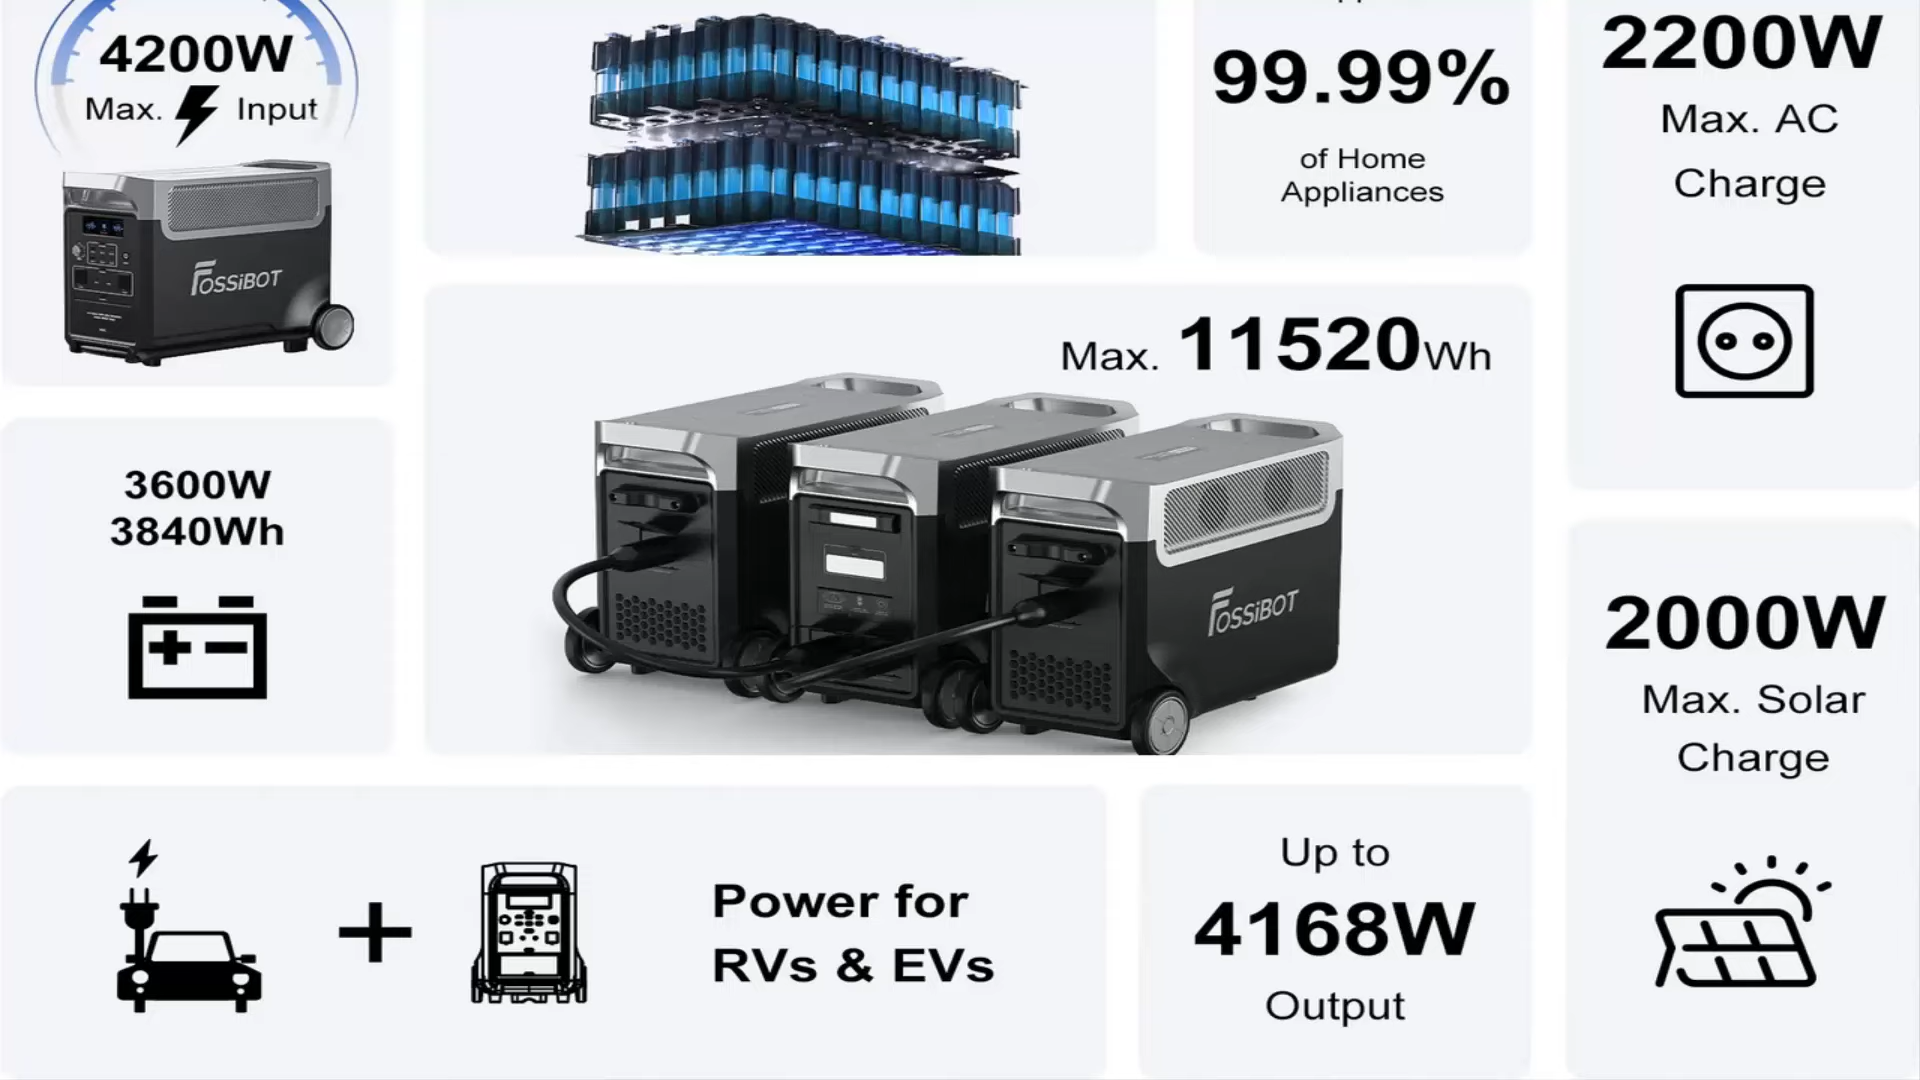 4200W
Max. Input
FOSSiBOT
99.99%
of Home
Appliances
2200W
Max. AC
Charge
Max. 11520Wh
FOSSiBOT
3600W
3840Wh
2000W
Max. Solar
Charge
Power for
RVs & EVs
Up to
4168W
Output